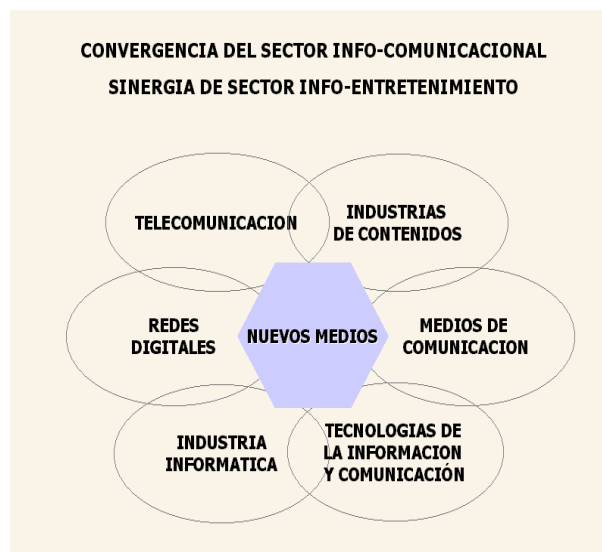 CONVERGENCIA DEL SECTOR INFO-COMUNICACIONAL
SINERGIA DE SECTOR INFO-ENTRETENIMIENTO
TELECOMUNICACION
INDUSTRIAS
DE CONTENIDOS
REDES
DIGITALES
NUEVOS MEDIOS
MEDIOS DE
COMUNICACION
INDUSTRIA
INFORMATICA
TECNOLOGIAS DE
LA INFORMACION
Y COMUNICACIÓN